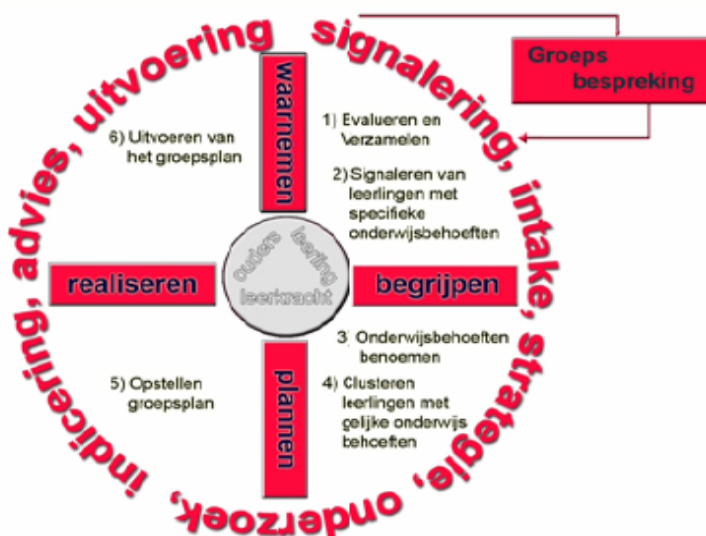 signalering, intake, strategie, onderzoek, indicering, advies, uitvoering
Groeps
bespreking
waarnemen
1) Evalueren en
Verzamelen
2) Signaleren van
leerlingen met
specifieke
onderwijsbehoeften
6) Uitvoeren van
het groepsplan
ouders
leerling
leerkracht
realiseren
begrijpen
3) Onderwijsbehoeften
benoemen
4) Clusteren
leerlingen met
gelijke onderwijs
behoeften
5) Opstellen
groepsplan
plannen